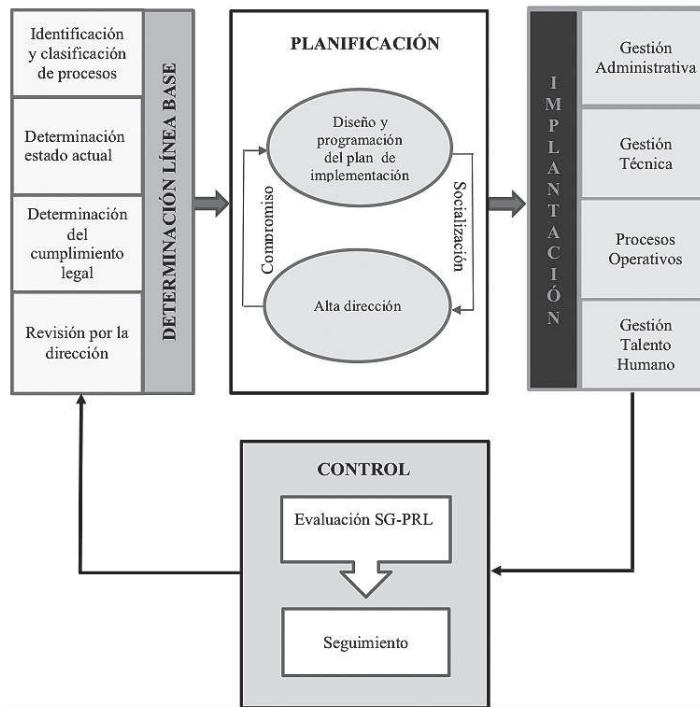 Identificación
y clasificación
de procesos
Determinación
estado actual
Determinación
del
cumplimiento
legal
Revisión por la
dirección
DETERMINACIÓN LÍNEA BASE
PLANIFICACIÓN
Diseño y
programación
del plan de
implementación
Compromiso
Socialización
Alta dirección
IMPLANTACIÓN
Gestión
Administrativa
Gestión
Técnica
Procesos
Operativos
Gestión
Talento
Humano
CONTROL
Evaluación SG-PRL
Seguimiento